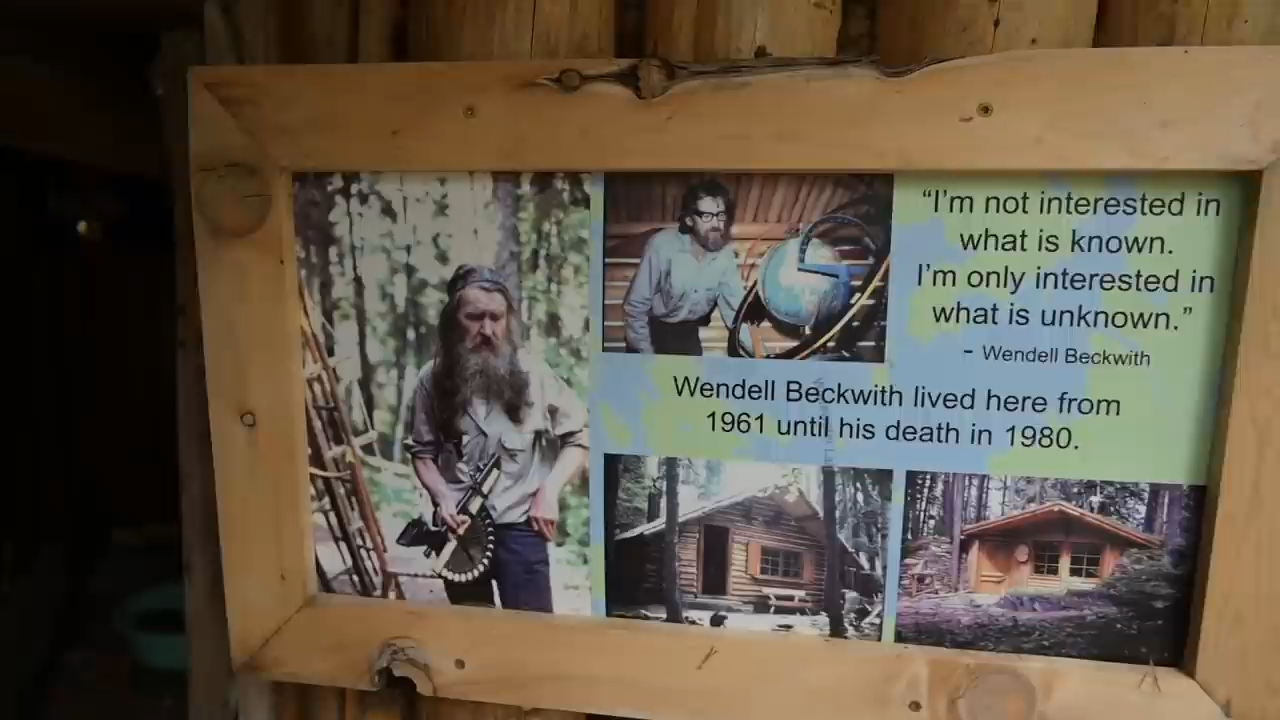 “I’m not interested in
what is known.
I’m only interested in
what is unknown.”
- Wendell Beckwith
Wendell Beckwith lived here from
1961 until his death in 1980.